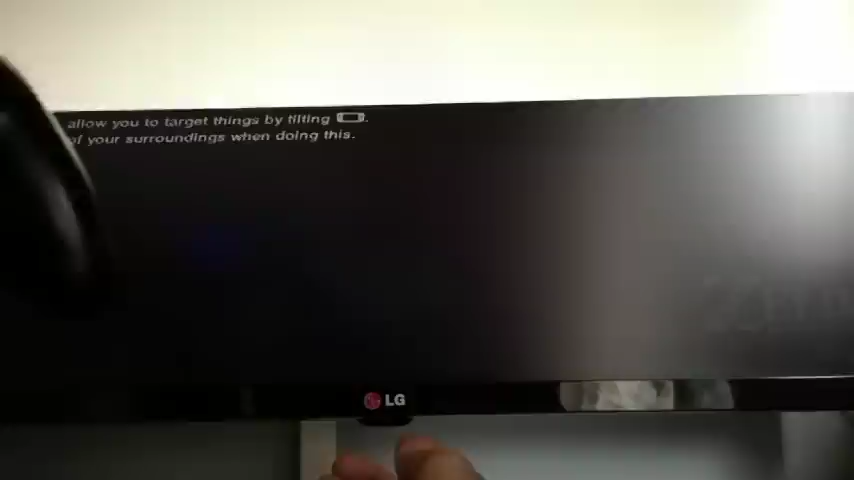 allow you to target things by tilting .
of your surroundings when doing this.
LG